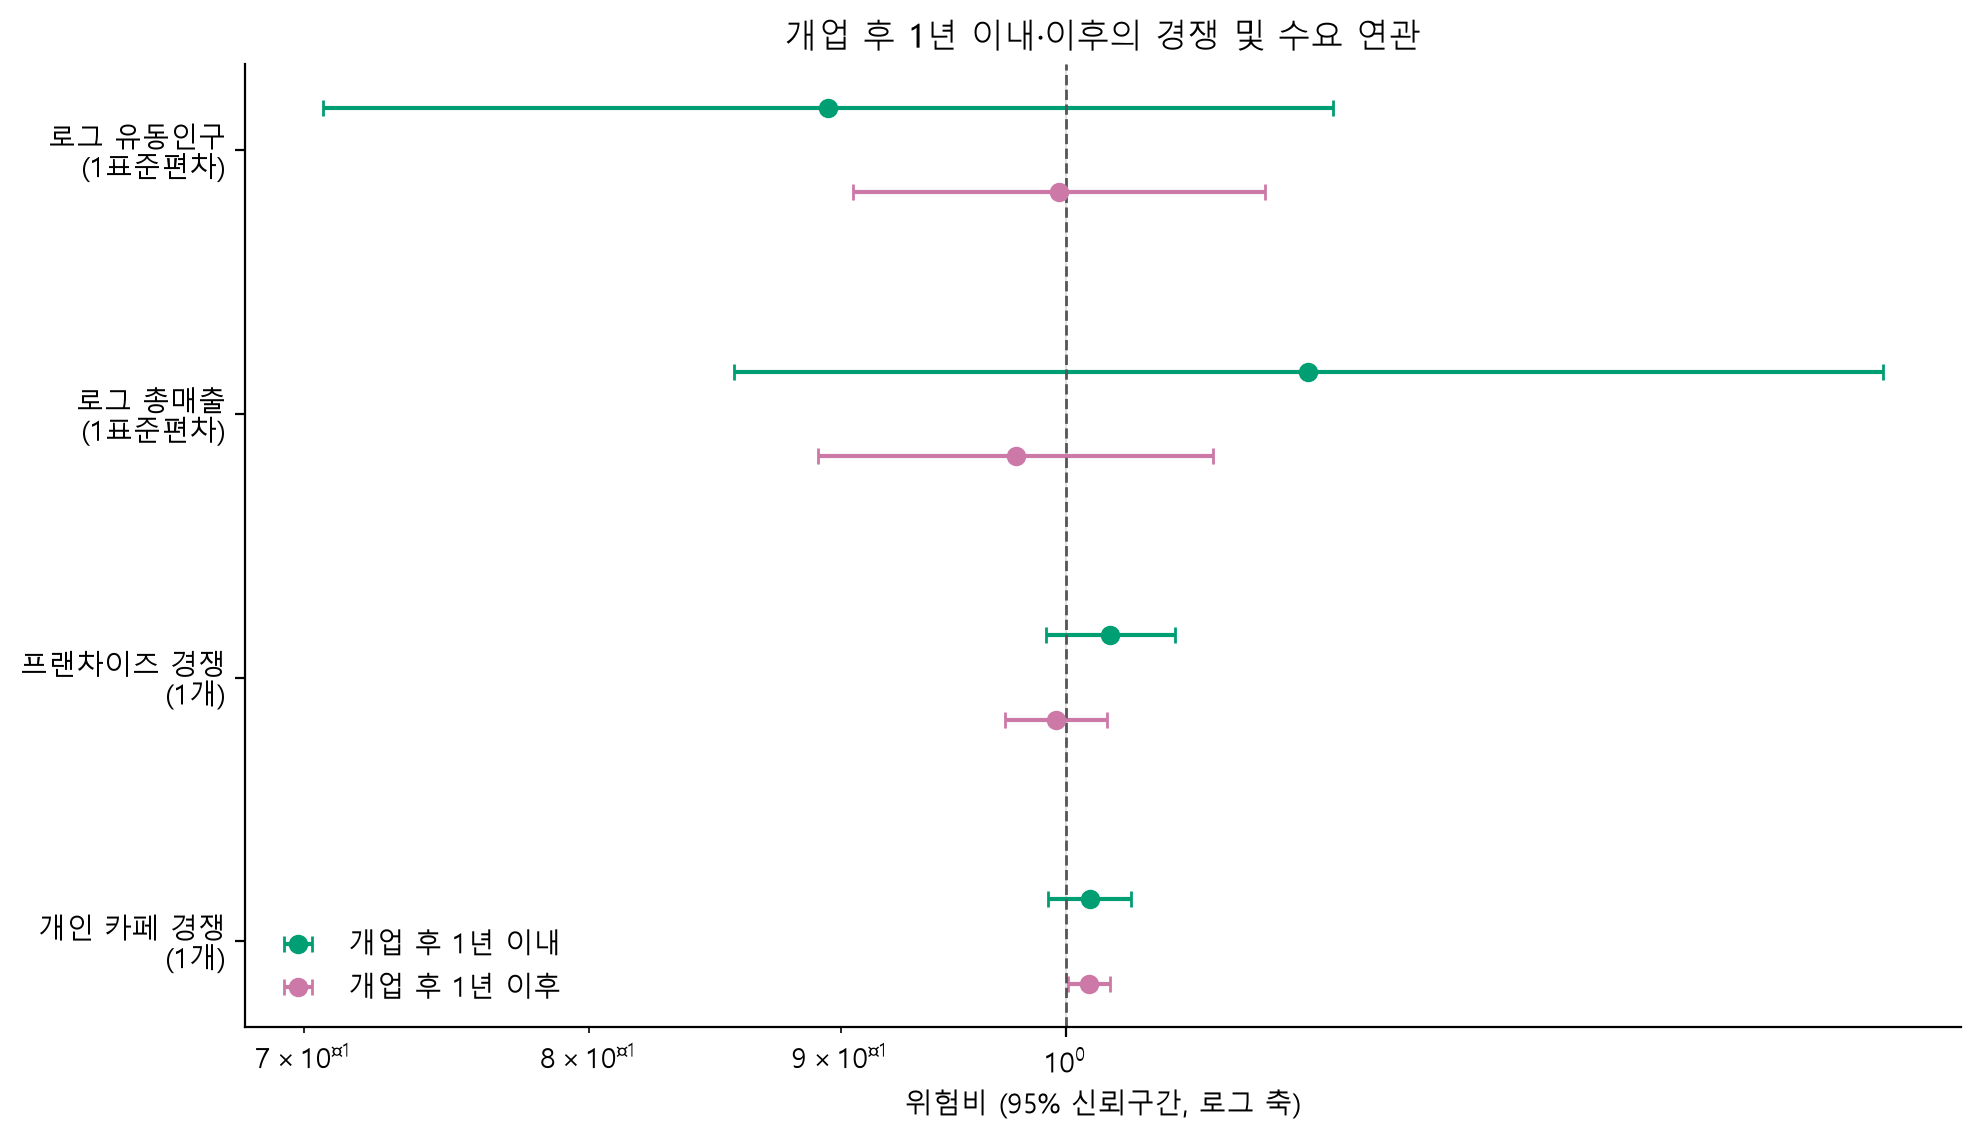 개업 후 1년 이내·이후의 경쟁 및 수요 연관
로그 유동인구
(1표준편차)
로그 총매출
(1표준편차)
프랜차이즈 경쟁
(1개)
개인 카페 경쟁
(1개)
개업 후 1년 이내
개업 후 1년 이후
7 × 10¤¹
8 × 10¤¹
9 × 10¤¹
10⁰
위험비 (95% 신뢰구간, 로그 축)